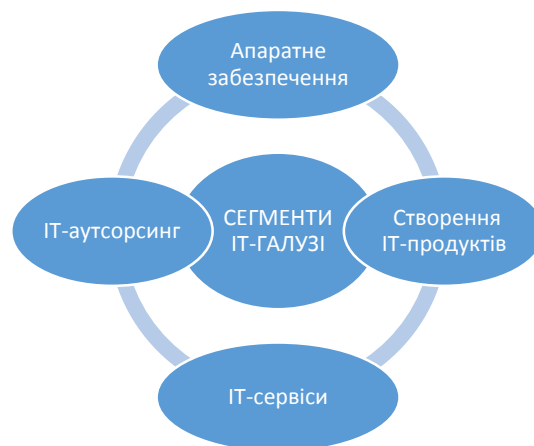 Апаратне
забезпечення
ІТ-аутсорсинг
СЕГМЕНТИ
ІТ-ГАЛУЗІ
Створення
ІТ-продуктів
ІТ-сервіси